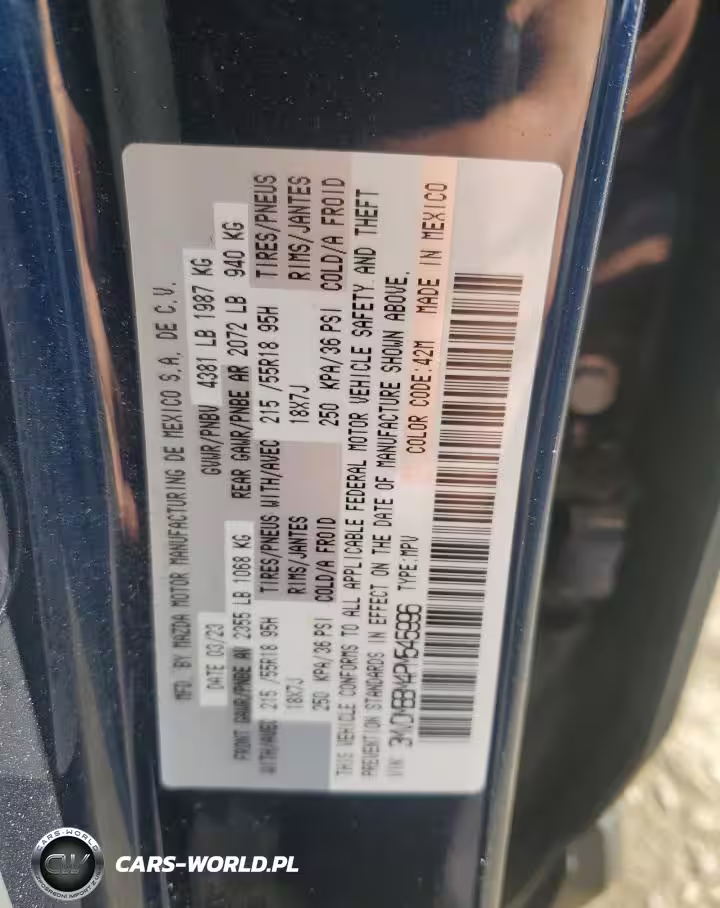 MFG. BY MAZDA MOTOR MANUFACTURING DE MEXICO S.A. DE C.V.
DATE 03/23 GVWR/PNBV 4381 LB 1987 KG
FRONT GAWR/PNBE AV 2355 LB 1068 KG REAR GAWR/PNBE AR 2072 LB 940 KG
WITH/AVEC 215 /55R18 95H TIRES/PNEUS WITH/AVEC 215 /55R18 95H TIRES/PNEUS
18X7J RIMS/JANTES 18X7J RIMS/JANTES
250 KPA/36 PSI COLD/A FROID 250 KPA/36 PSI COLD/A FROID
THIS VEHICLE CONFORMS TO ALL APPLICABLE FEDERAL MOTOR VEHICLE SAFETY AND THEFT
PREVENTION STANDARDS IN EFFECT ON THE DATE OF MANUFACTURE SHOWN ABOVE.
VIN TYPE:MPV COLOR CODE:42M MADE IN MEXICO
CARS-WORLD
CW
CARS-WORLD.PL